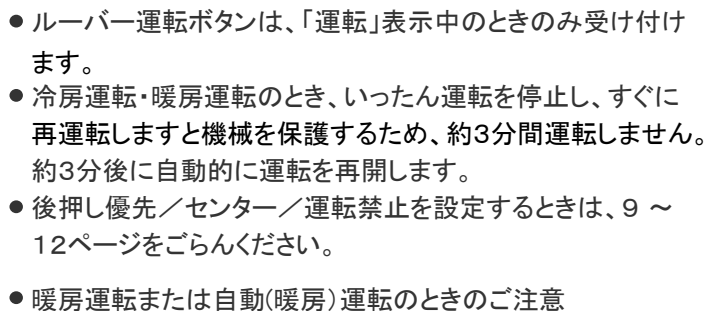 ●ルーバー運転ボタンは、「運転」表示中のときのみ受け付け
ます。
●冷房運転・暖房運転のとき、いったん運転を停止し、すぐに
再運転しますと機械を保護するため、約3分間運転しません。
約3分後に自動的に運転を再開します。
●後押し優先／センター／運転禁止を設定するときは、9 ～
12ページをごらんください。
●暖房運転または自動(暖房)運転のときのご注意